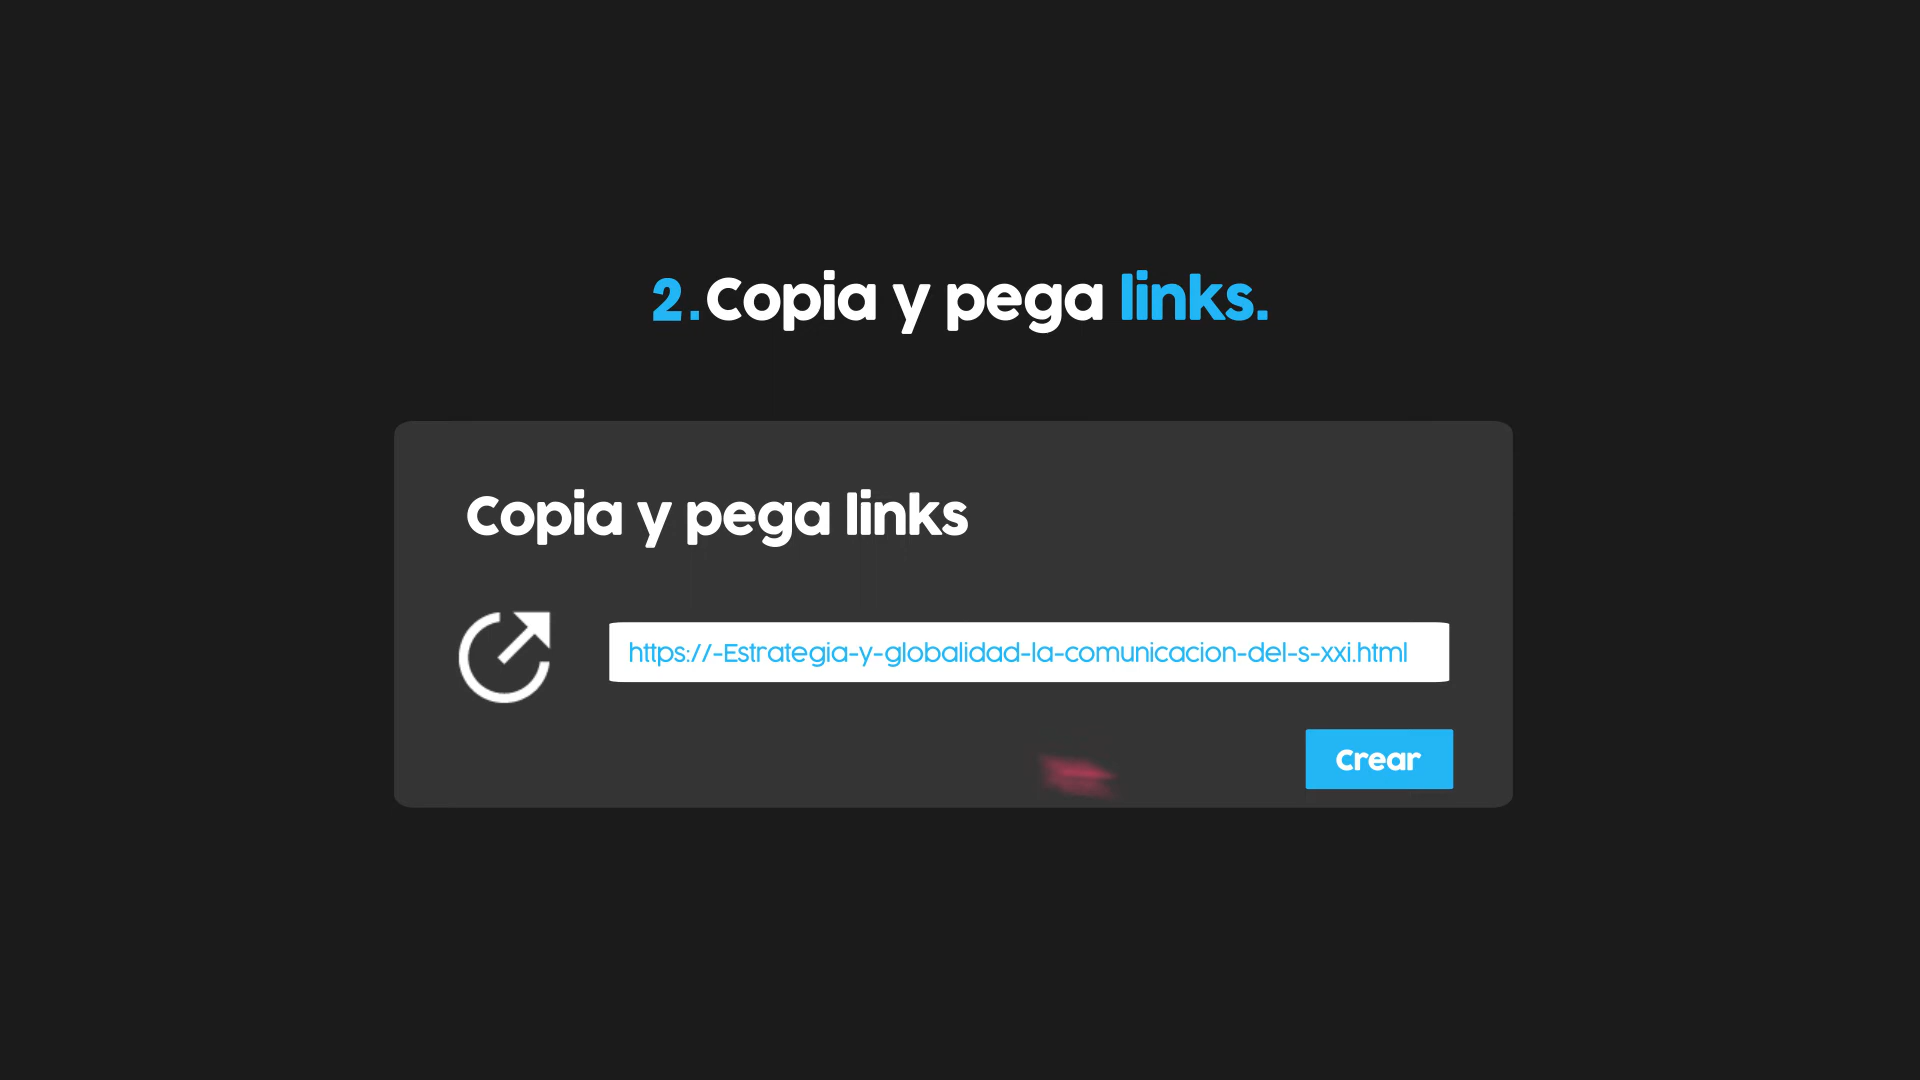 2. Copia y pega links.
Copia y pega links
https://-Estrategia-y-globalidad-la-comunicacion-del-s-xxi.html
Crear